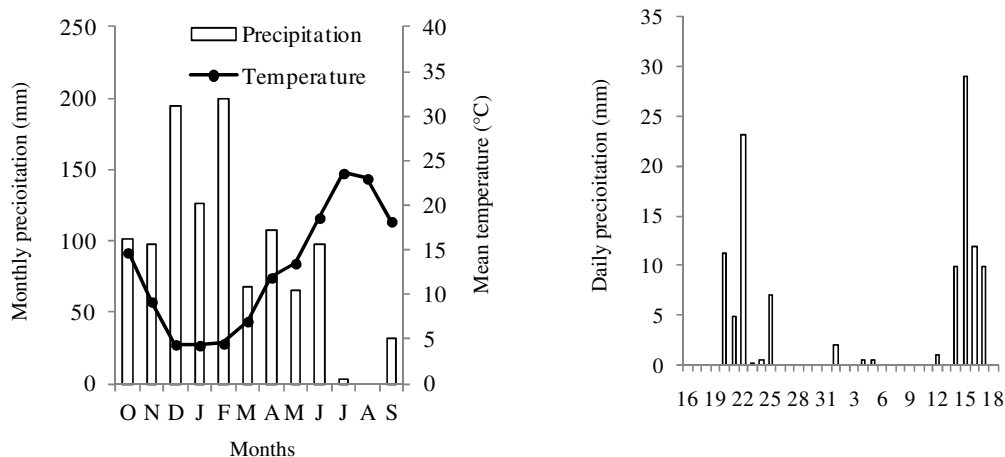 Monthly precioitation (mm)
250
200
150
100
50
0
Precipitation
Temperature
40
35
30
25
20
15
10
5
0
Mean temperature (°C)
O N D J F M A M J J A S
Months
Daily precioitation (mm)
35
30
25
20
15
10
5
0
16 19 22 25 28 31 3 6 9 12 15 18